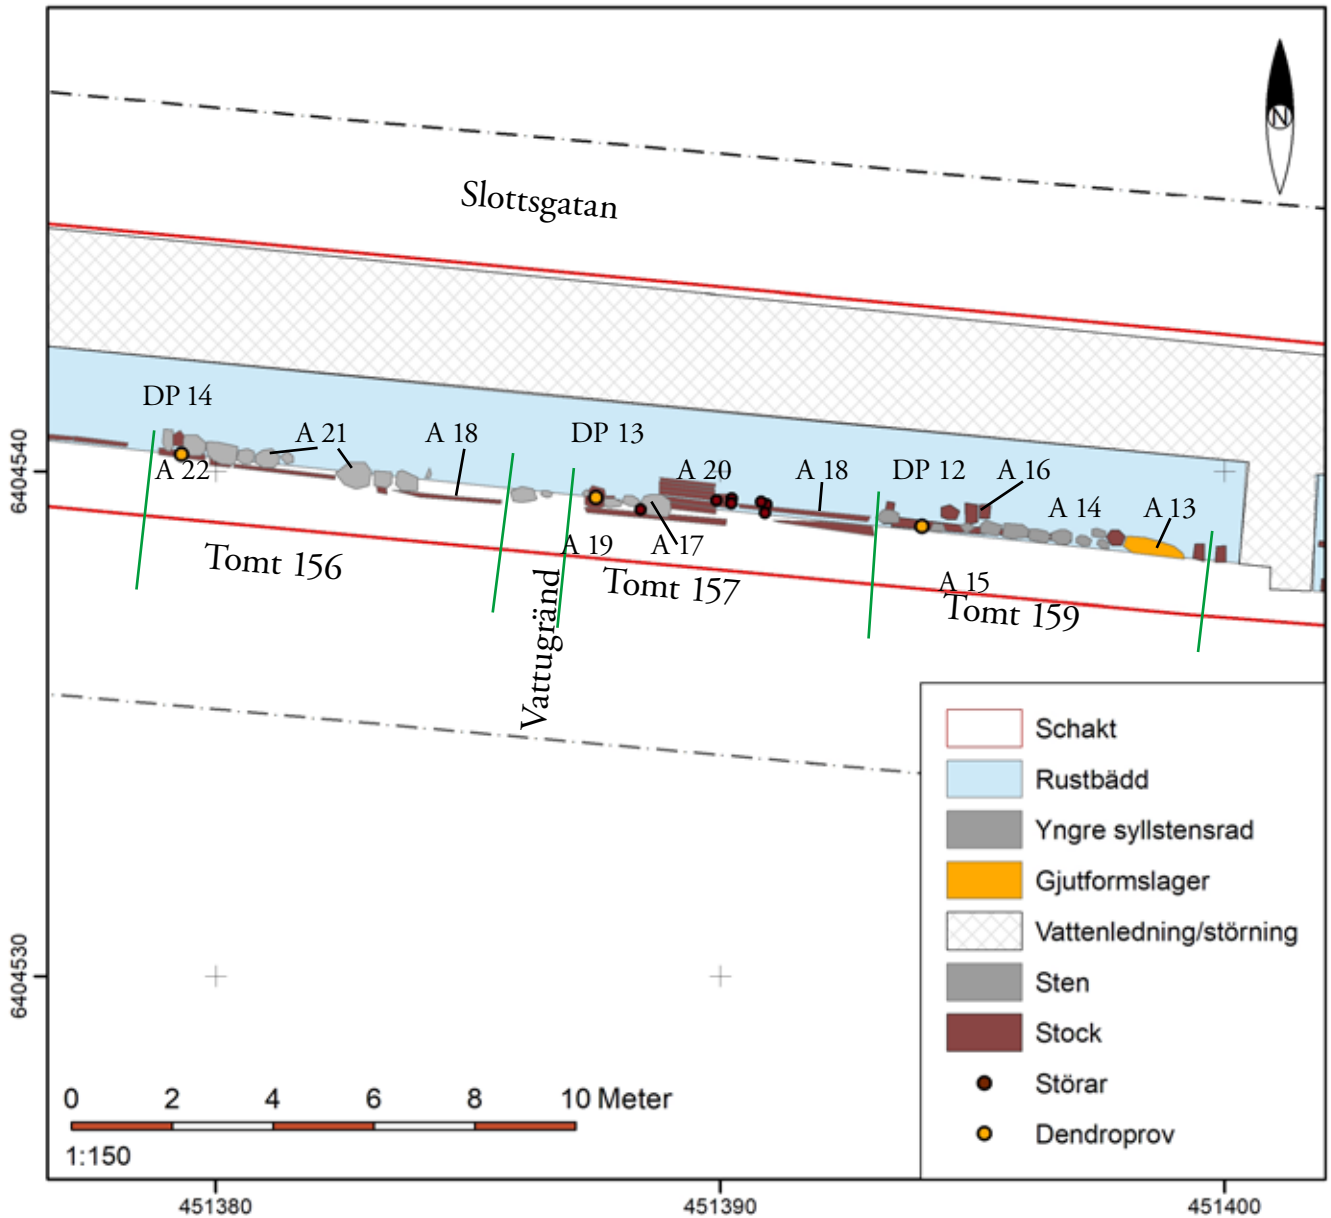 N
Slottsgatan
DP 14
A 21
A 18
DP 13
A 22
A 20
A 18
DP 12
A 16
A 14
A 13
A 19
A 17
Tomt 156
Vattugränd
Tomt 157
A 15
Tomt 159
6404540
6404530
Schakt
Rustbädd
Yngre syllstensrad
Gjutformslager
Vattenledning/störning
Sten
Stock
Störar
Dendroprov
0 2 4 6 8 10 Meter
1:150
451380 451390 451400